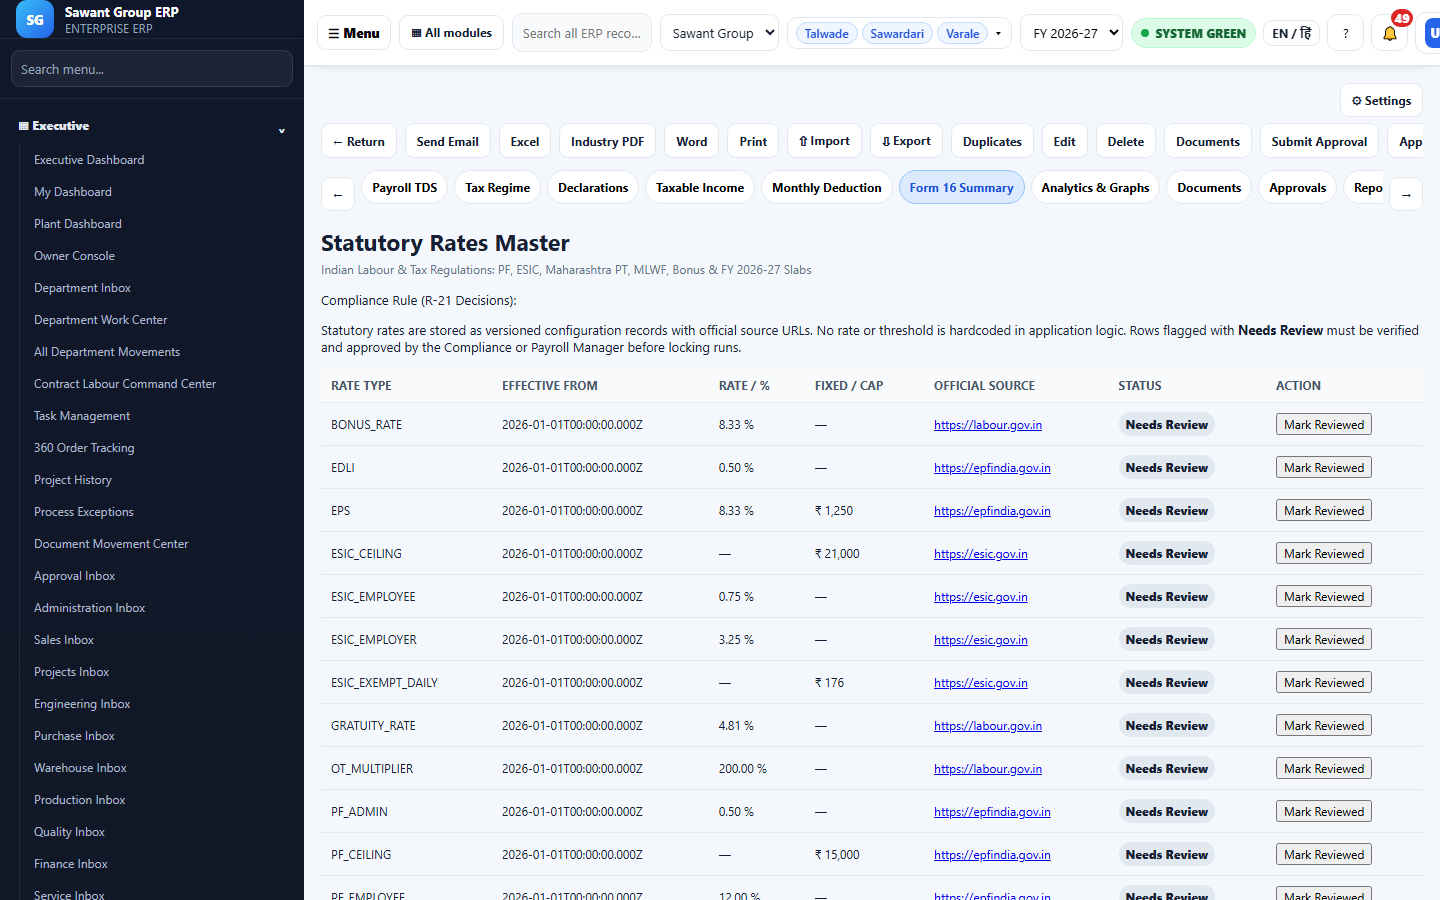 SG
Sawant Group ERP
ENTERPRISE ERP
☰ Menu
▦ All modules
Search all ERP reco...
Sawant Group
Talwade
Sawardari
Varale
FY 2026-27
SYSTEM GREEN
EN / हिं
?
49
U
Search menu...
⚙ Settings
▦ Executive
Executive Dashboard
My Dashboard
Plant Dashboard
Owner Console
Department Inbox
Department Work Center
All Department Movements
Contract Labour Command Center
Task Management
360 Order Tracking
Project History
Process Exceptions
Document Movement Center
Approval Inbox
Administration Inbox
Sales Inbox
Projects Inbox
Engineering Inbox
Purchase Inbox
Warehouse Inbox
Production Inbox
Quality Inbox
Finance Inbox
Service Inbox
← Return
Send Email
Excel
Industry PDF
Word
Print
⇧ Import
⇩ Export
Duplicates
Edit
Delete
Documents
Submit Approval
App
←
Payroll TDS
Tax Regime
Declarations
Taxable Income
Monthly Deduction
Form 16 Summary
Analytics & Graphs
Documents
Approvals
Repo
→
Statutory Rates Master
Indian Labour & Tax Regulations: PF, ESIC, Maharashtra PT, MLWF, Bonus & FY 2026-27 Slabs
Compliance Rule (R-21 Decisions):
Statutory rates are stored as versioned configuration records with official source URLs. No rate or threshold is hardcoded in application logic. Rows flagged with Needs Review must be verified
and approved by the Compliance or Payroll Manager before locking runs.
RATE TYPE EFFECTIVE FROM RATE / % FIXED / CAP OFFICIAL SOURCE STATUS ACTION
BONUS_RATE 2026-01-01T00:00:00.000Z 8.33 % — https://labour.gov.in Needs Review Mark Reviewed
EDLI 2026-01-01T00:00:00.000Z 0.50 % — https://epfindia.gov.in Needs Review Mark Reviewed
EPS 2026-01-01T00:00:00.000Z 8.33 % ₹ 1,250 https://epfindia.gov.in Needs Review Mark Reviewed
ESIC_CEILING 2026-01-01T00:00:00.000Z — ₹ 21,000 https://esic.gov.in Needs Review Mark Reviewed
ESIC_EMPLOYEE 2026-01-01T00:00:00.000Z 0.75 % — https://esic.gov.in Needs Review Mark Reviewed
ESIC_EMPLOYER 2026-01-01T00:00:00.000Z 3.25 % — https://esic.gov.in Needs Review Mark Reviewed
ESIC_EXEMPT_DAILY 2026-01-01T00:00:00.000Z — ₹ 176 https://esic.gov.in Needs Review Mark Reviewed
GRATUITY_RATE 2026-01-01T00:00:00.000Z 4.81 % — https://labour.gov.in Needs Review Mark Reviewed
OT_MULTIPLIER 2026-01-01T00:00:00.000Z 200.00 % — https://labour.gov.in Needs Review Mark Reviewed
PF_ADMIN 2026-01-01T00:00:00.000Z 0.50 % — https://epfindia.gov.in Needs Review Mark Reviewed
PF_CEILING 2026-01-01T00:00:00.000Z — ₹ 15,000 https://epfindia.gov.in Needs Review Mark Reviewed
PF_EMPLOYEE 2026-01-01T00:00:00.000Z 12.00 % — https://epfindia.gov.in Needs Review Mark Reviewed